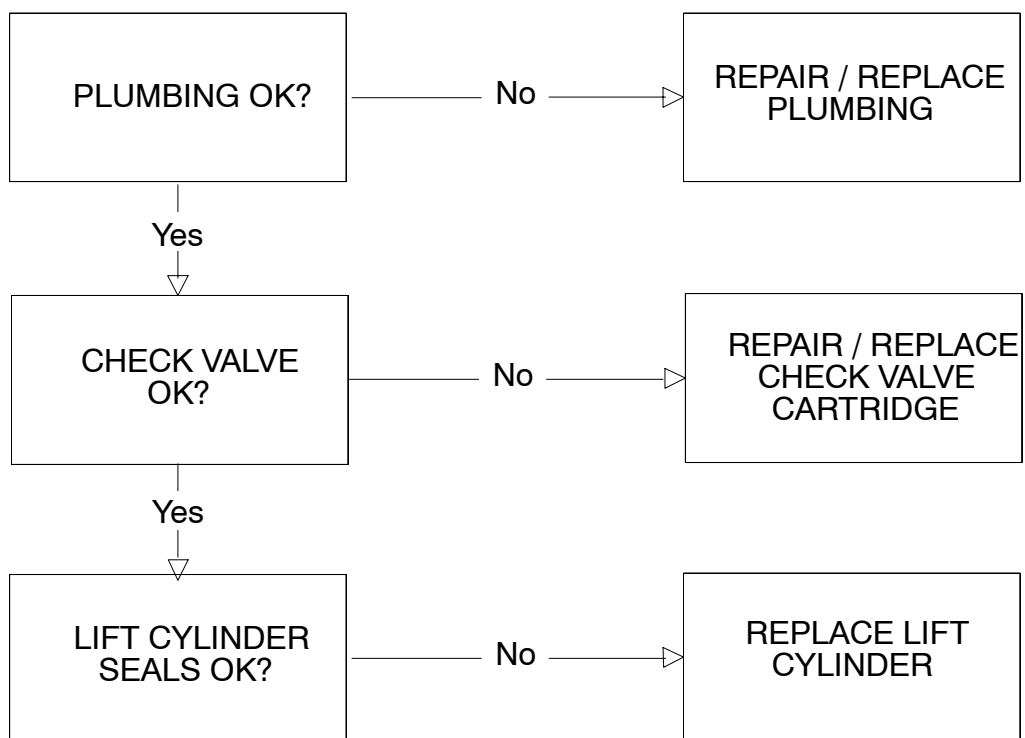 PLUMBING OK?
No
REPAIR / REPLACE
PLUMBING
Yes
CHECK VALVE
OK?
No
REPAIR / REPLACE
CHECK VALVE
CARTRIDGE
Yes
LIFT CYLINDER
SEALS OK?
No
REPLACE LIFT
CYLINDER